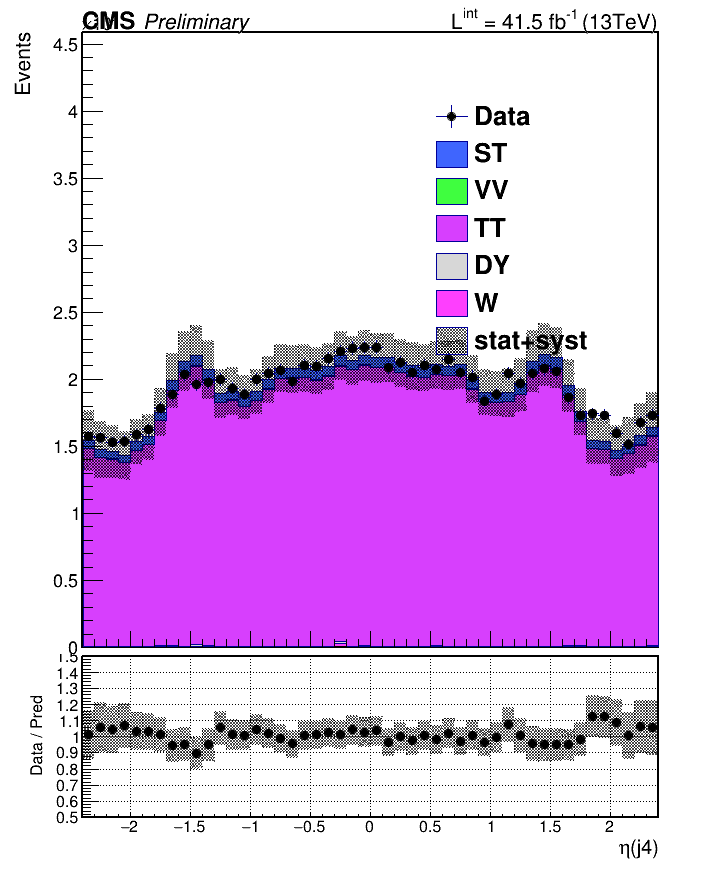 CMS Preliminary
L^int = 41.5 fb^-1 (13TeV)
Events
4.5
4
3.5
3
2.5
2
1.5
1
0.5
0
Data
ST
VV
TT
DY
W
stat+syst
Data / Pred
1.5
1.4
1.3
1.2
1.1
1
0.9
0.8
0.7
0.6
0.5
−2
−1.5
−1
−0.5
0
0.5
1
1.5
2
η(j4)